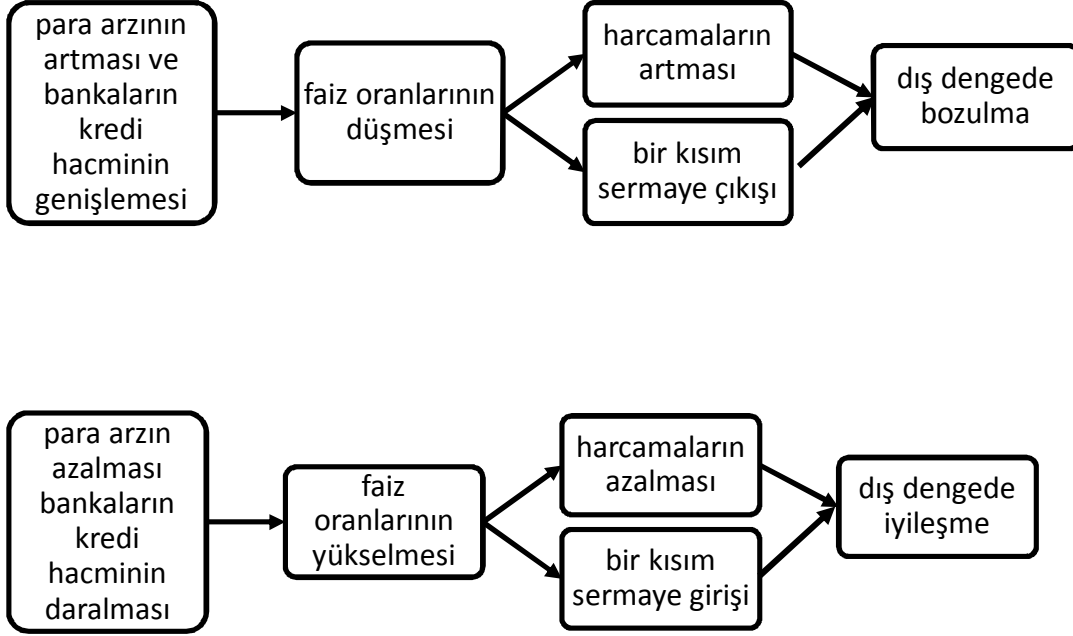 para arzının
artması ve
bankaların
kredi
hacminin
genişlemesi
faiz oranlarının
düşmesi
harcamaların
artması
bir kısım
sermaye çıkışı
dış dengede
bozulma
para arzın
azalması
bankaların
kredi
hacminin
daralması
faiz
oranlarının
yükselmesi
harcamaların
azalması
bir kısım
sermaye girişi
dış dengede
iyileşme